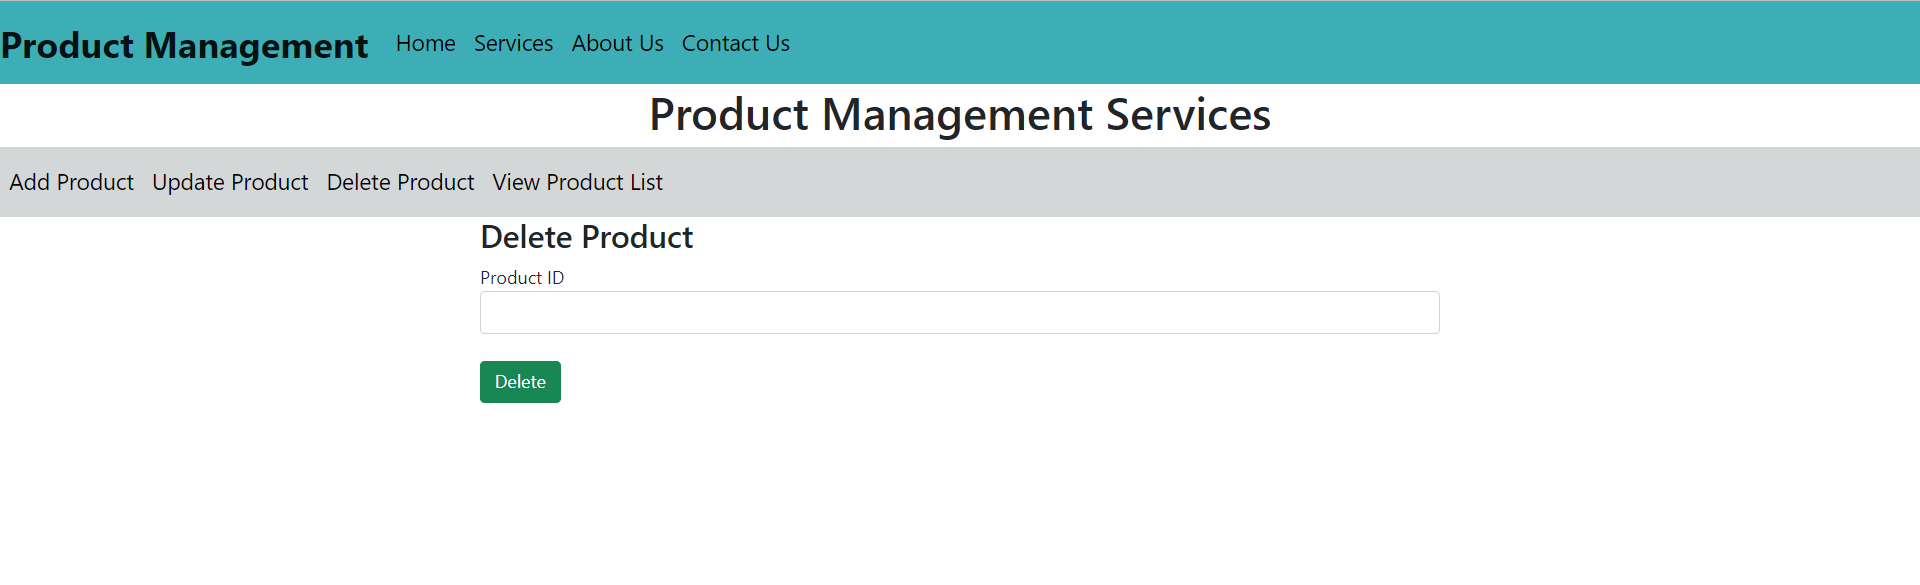 Product Management Home Services About Us Contact Us
Product Management Services
Add Product Update Product Delete Product View Product List
Delete Product
Product ID
Delete